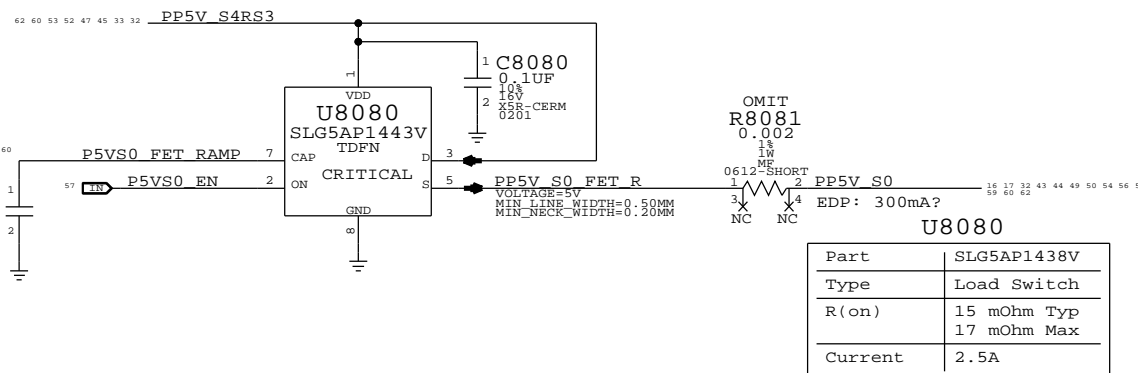 62 60 53 52 47 45 33 32 PP5V_S4RS3
1 C8080
0.1UF
10%
16V
2 X5R-CERM
0201
1
VDD
U8080
SLG5AP1443V
TDFN
60 P5VS0_FET_RAMP 7 CAP D 3
CRITICAL
57 IN P5VS0_EN 2 ON S 5 PP5V_S0_FET_R
VOLTAGE=5V
MIN_LINE_WIDTH=0.50MM
MIN_NECK_WIDTH=0.20MM
GND
8
1
2
OMIT
R8081
0.002
1%
1W
MF
0612-SHORT
1 2 PP5V_S0 16 17 32 43 44 49 50 54 56
59 60 62
3 4 EDP: 300mA?
NC NC
U8080
Part SLG5AP1438V
Type Load Switch
R(on) 15 mOhm Typ
17 mOhm Max
Current 2.5A